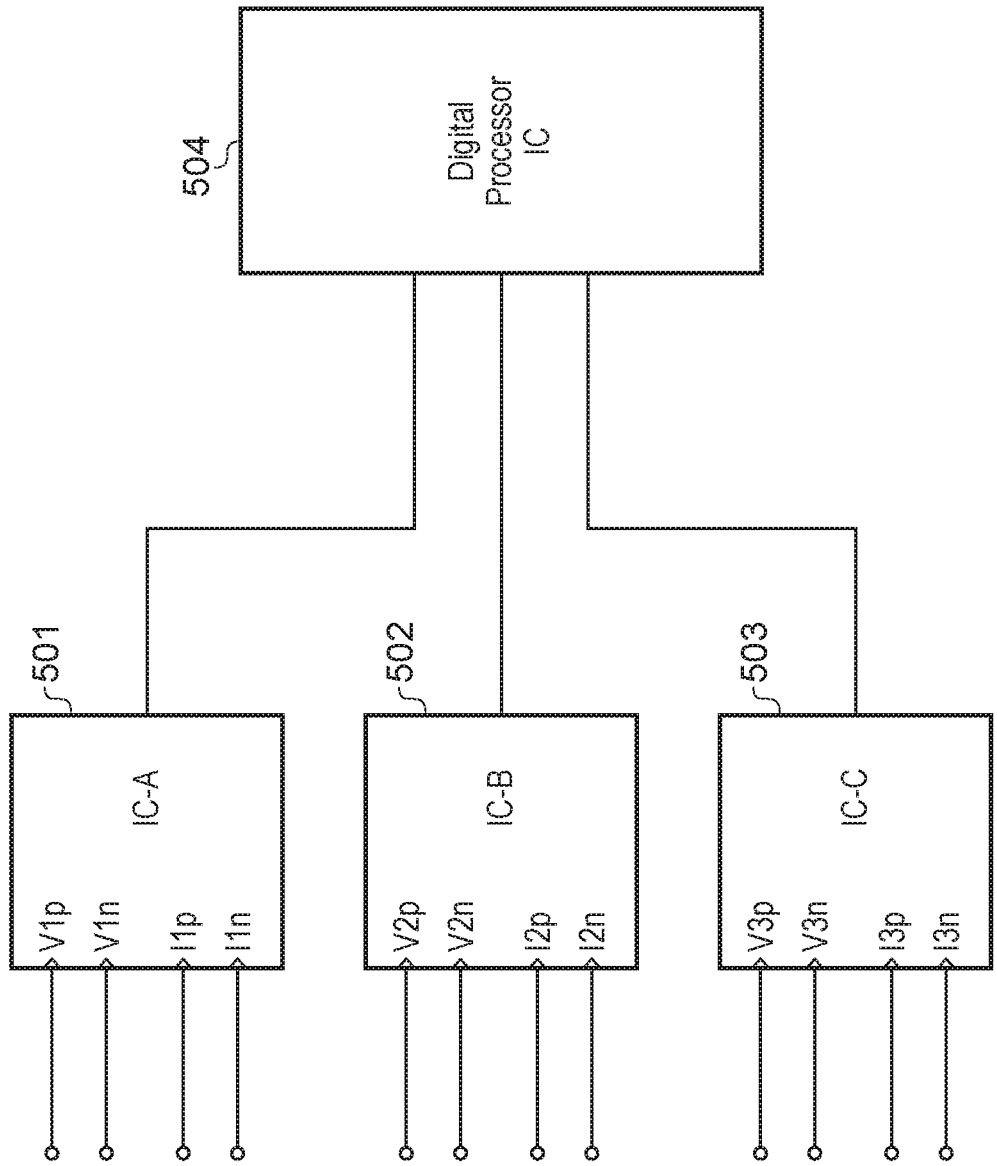 504
Digital
Processor
IC
501
IC-A
V1p
V1n
I1p
I1n
502
IC-B
V2p
V2n
I2p
I2n
503
IC-C
V3p
V3n
I3p
I3n